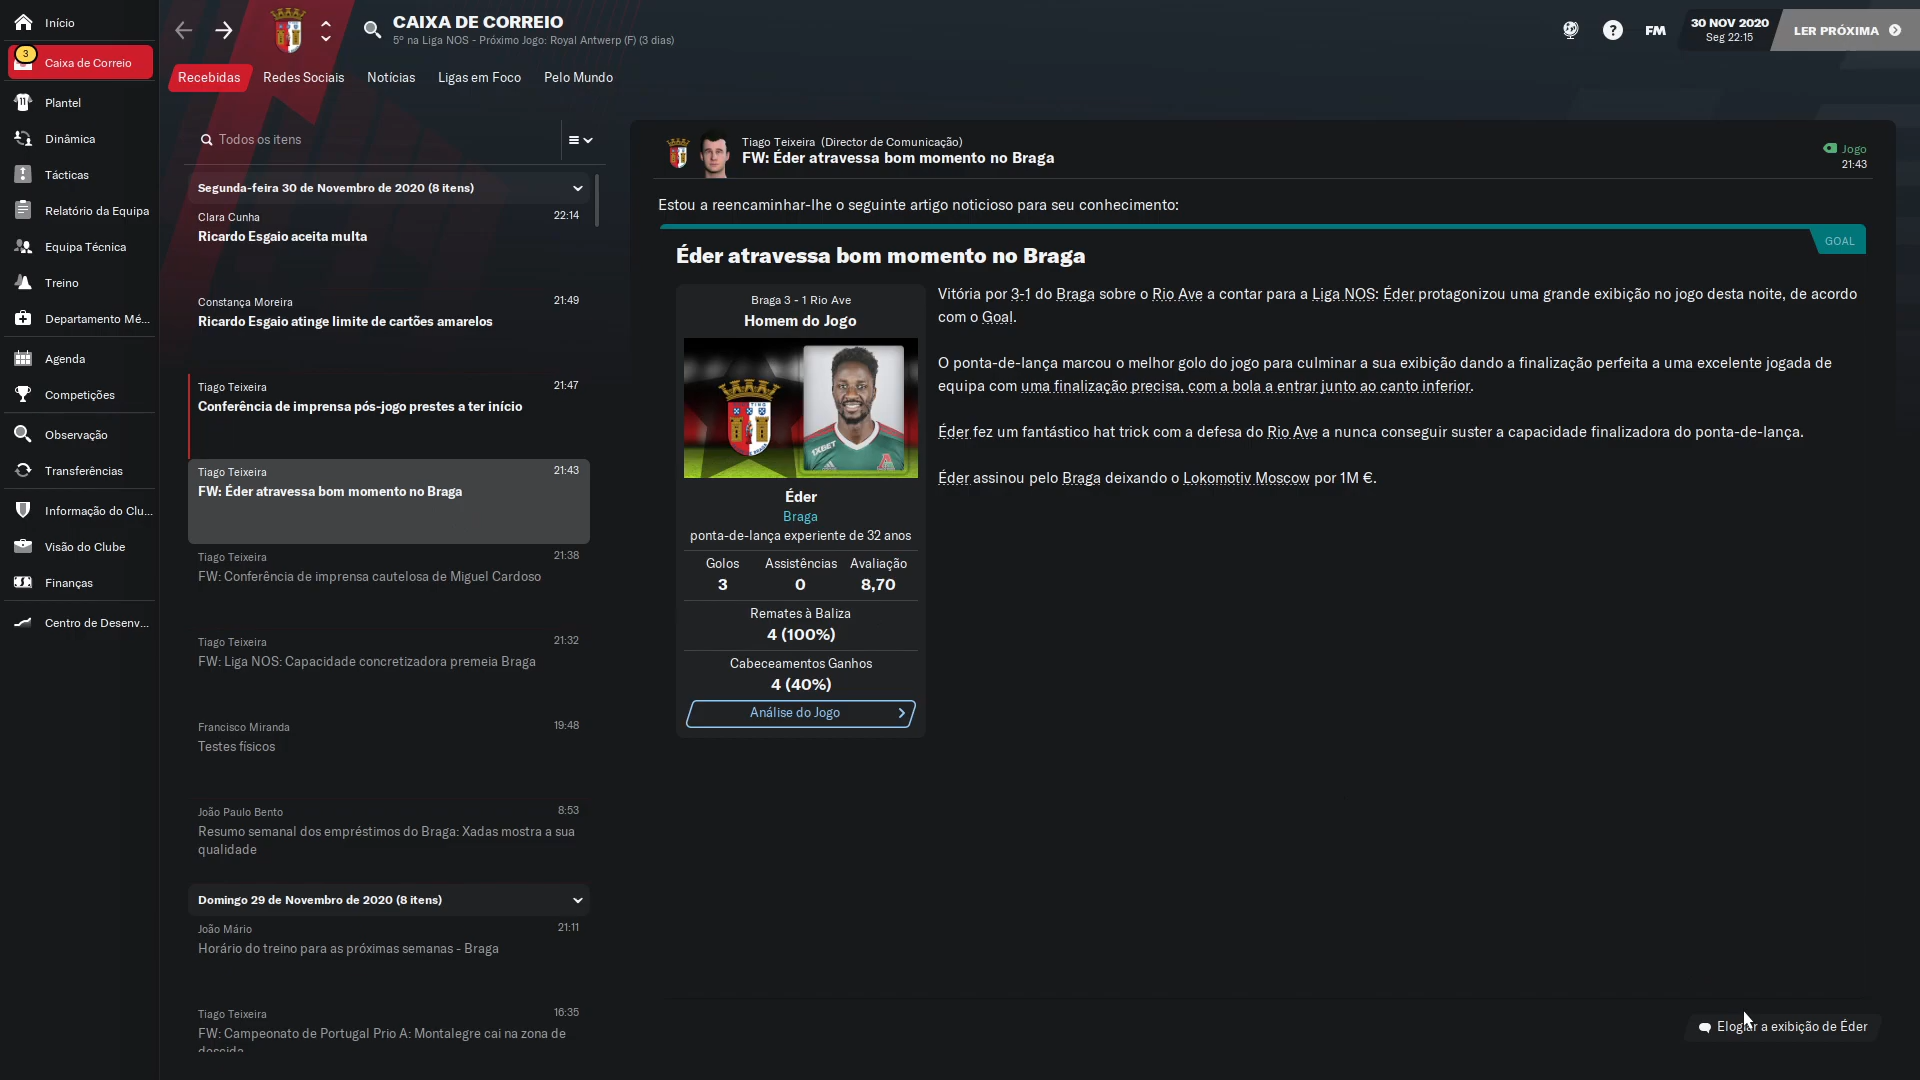 Início
3
Caixa de Correio
Plantel
Dinâmica
Tácticas
Relatório da Equipa
Equipa Técnica
Treino
Departamento Mé...
Agenda
Competições
Observação
Transferências
Informação do Clu...
Visão do Clube
Finanças
Centro de Desenv...
CAIXA DE CORREIO
5º na Liga NOS - Próximo Jogo: Royal Antwerp (F) (3 dias)
FM
30 NOV 2020
Seg 22:15
LER PRÓXIMA
Recebidas
Redes Sociais
Notícias
Ligas em Foco
Pelo Mundo
Todos os itens
Segunda-feira 30 de Novembro de 2020 (8 itens)
Clara Cunha
22:14
Ricardo Esgaio aceita multa
Constança Moreira
21:49
Ricardo Esgaio atinge limite de cartões amarelos
Tiago Teixeira
21:47
Conferência de imprensa pós-jogo prestes a ter início
Tiago Teixeira
21:43
FW: Éder atravessa bom momento no Braga
Tiago Teixeira
21:38
FW: Conferência de imprensa cautelosa de Miguel Cardoso
Tiago Teixeira
21:32
FW: Liga NOS: Capacidade concretizadora premeia Braga
Francisco Miranda
19:48
Testes físicos
João Paulo Bento
8:53
Resumo semanal dos empréstimos do Braga: Xadas mostra a sua
qualidade
Domingo 29 de Novembro de 2020 (8 itens)
João Mário
21:11
Horário do treino para as próximas semanas - Braga
Tiago Teixeira
16:35
FW: Campeonato de Portugal Prio A: Montalegre cai na zona de
descida
Tiago Teixeira (Director de Comunicação)
FW: Éder atravessa bom momento no Braga
Jogo
21:43
Estou a reencaminhar-lhe o seguinte artigo noticioso para seu conhecimento:
GOAL
Éder atravessa bom momento no Braga
Braga 3 - 1 Rio Ave
Homem do Jogo
1XBET
Éder
Braga
ponta-de-lança experiente de 32 anos
Golos
Assistências
Avaliação
3
0
8,70
Remates à Baliza
4 (100%)
Cabeceamentos Ganhos
4 (40%)
Análise do Jogo
Vitória por 3-1 do Braga sobre o Rio Ave a contar para a Liga NOS: Éder protagonizou uma grande exibição no jogo desta noite, de acordo
com o Goal.
O ponta-de-lança marcou o melhor golo do jogo para culminar a sua exibição dando a finalização perfeita a uma excelente jogada de
equipa com uma finalização precisa, com a bola a entrar junto ao canto inferior.
Éder fez um fantástico hat trick com a defesa do Rio Ave a nunca conseguir suster a capacidade finalizadora do ponta-de-lança.
Éder assinou pelo Braga deixando o Lokomotiv Moscow por 1M €.
Elogiar a exibição de Éder